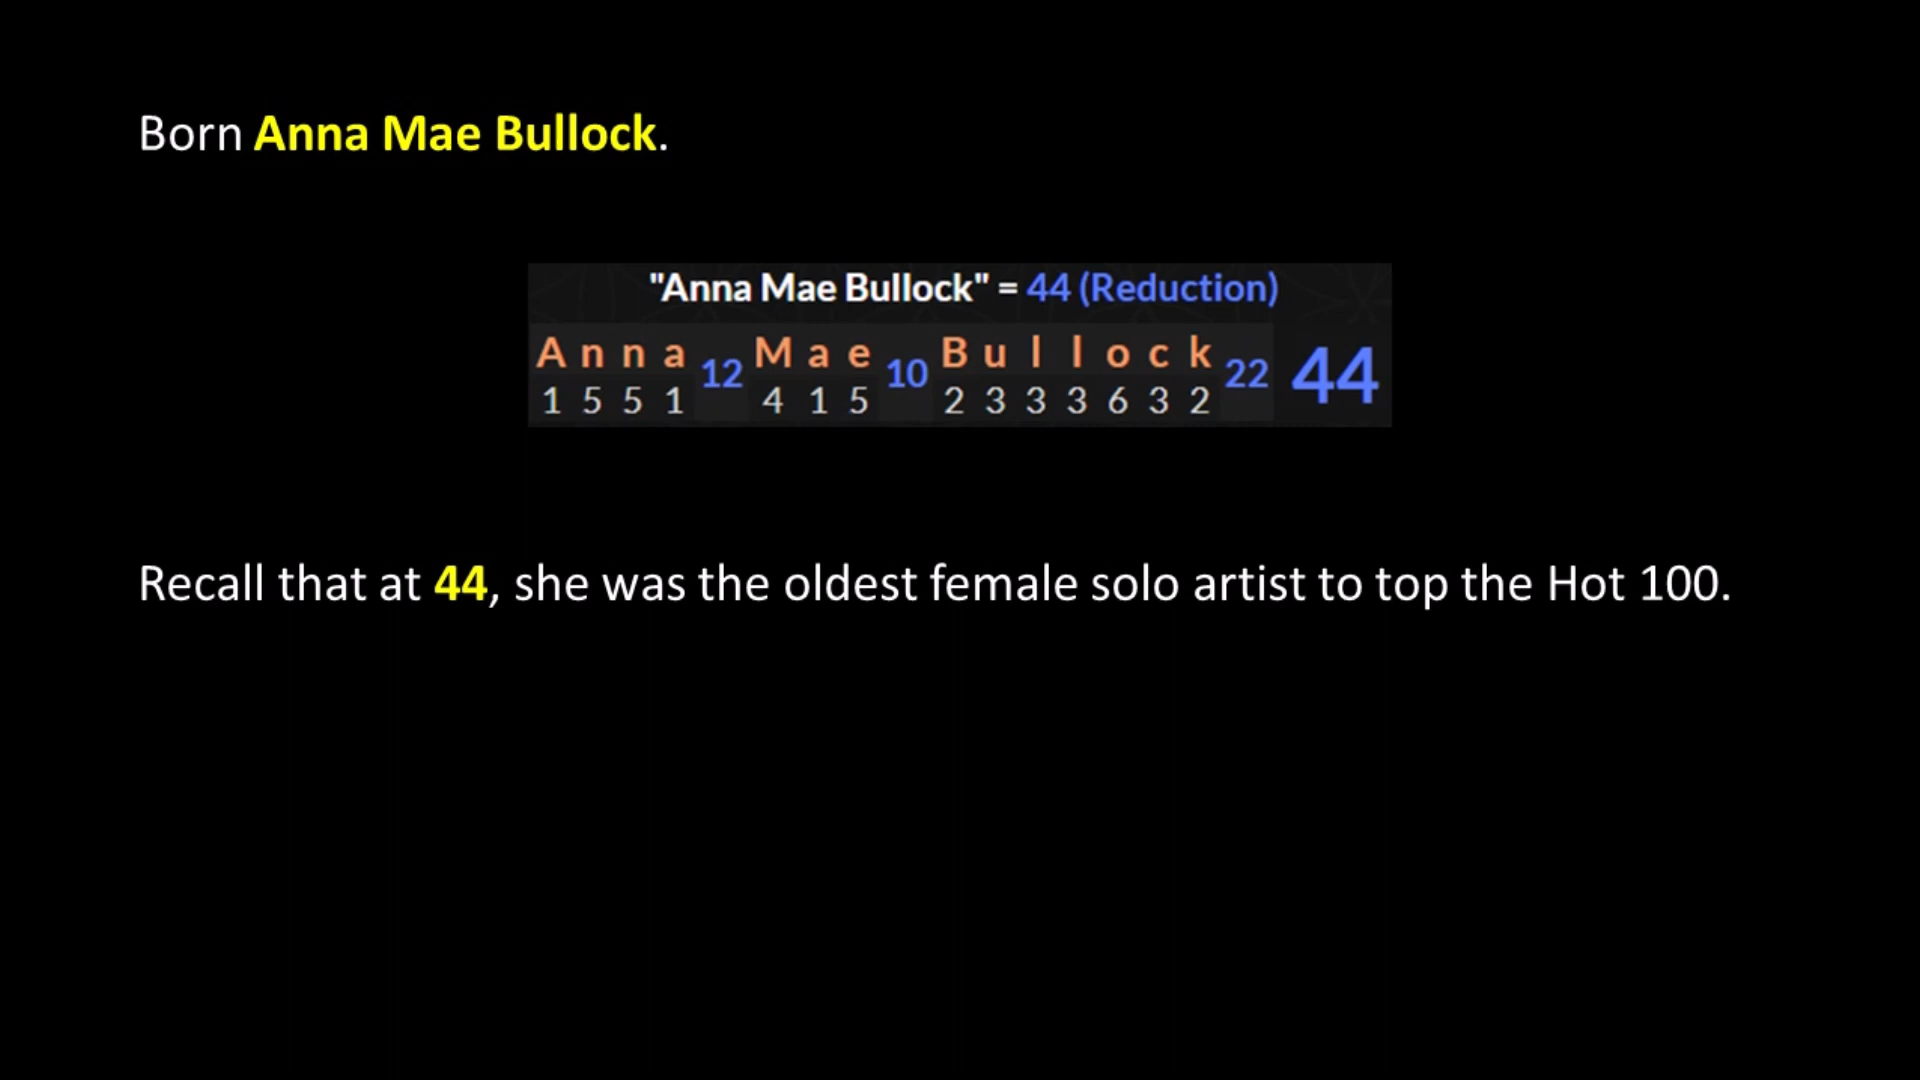 Born Anna Mae Bullock.
"Anna Mae Bullock" = 44 (Reduction)
A n n a 12 M a e 10 B u l l o c k 22 44
1 5 5 1 4 1 5 2 3 3 3 6 3 2
Recall that at 44, she was the oldest female solo artist to top the Hot 100.